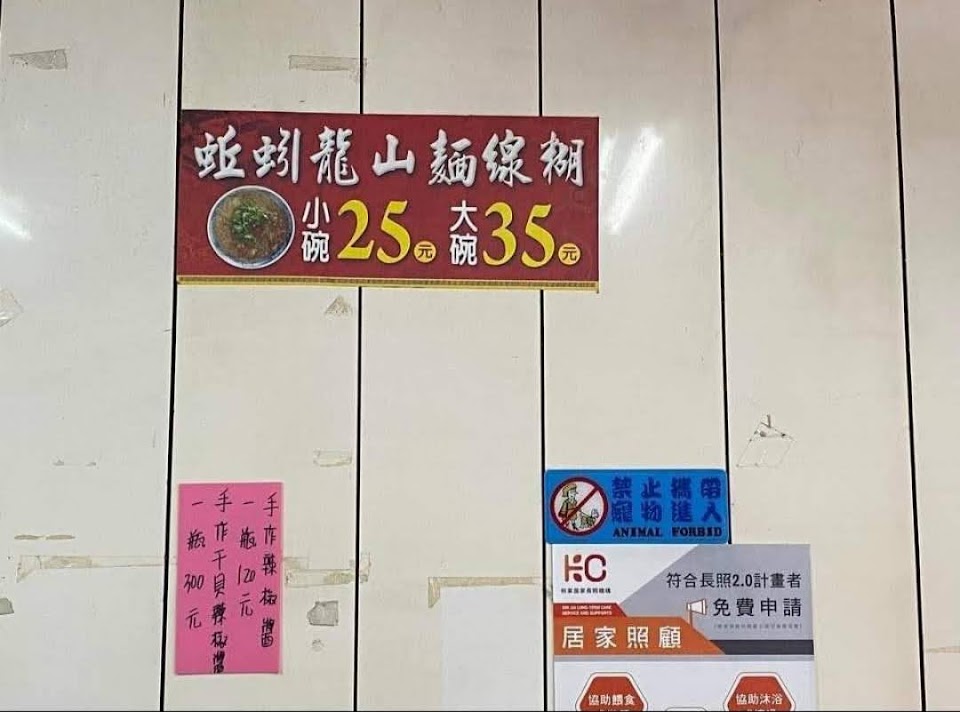 蚯蚓龍山麵線糊
小碗 25元 大碗 35元
手作辣椒醬
一瓶120元
手作干貝辣椒醬
一瓶300元
禁止攜帶
寵物進入
ANIMAL FORBID
HC
符合長照2.0計畫者
免費申請
居家照顧
協助餵食
協助沐浴